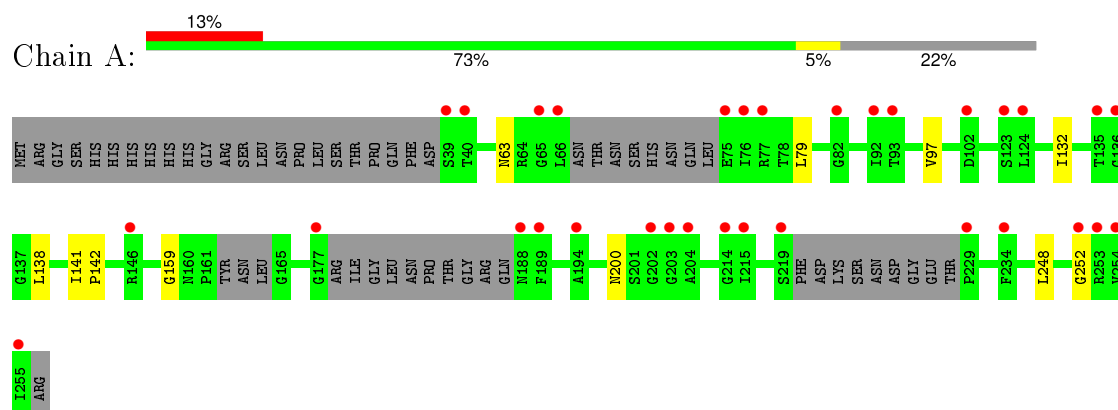 13%
Chain A:
73% 5% 22%
MET ARG GLY SER HIS HIS HIS HIS HIS HIS GLY ARG SER LEU ASN PRO LEU SER THR PRO GLN PHE ASP S39 T40 N63 R64 G65 L66 ASN THR ASN SER HIS ASN GLN LEU E75 I76 R77 T78 L79 G82 I92 T93 V97 D102 S123 L124 I132 T135 G136
G137 L138 I141 P142 R146 G159 N160 P161 TYR ASN LEU G165 G177 ARG ILE GLY LEU ASN PRO THR GLY ARG GLN N188 F189 A194 N200 S201 G202 G203 A204 G214 I215 S219 PHE ASP LYS SER ASN ASP GLY GLU THR P229 F234 L248 G252 R253 V254
I255 ARG